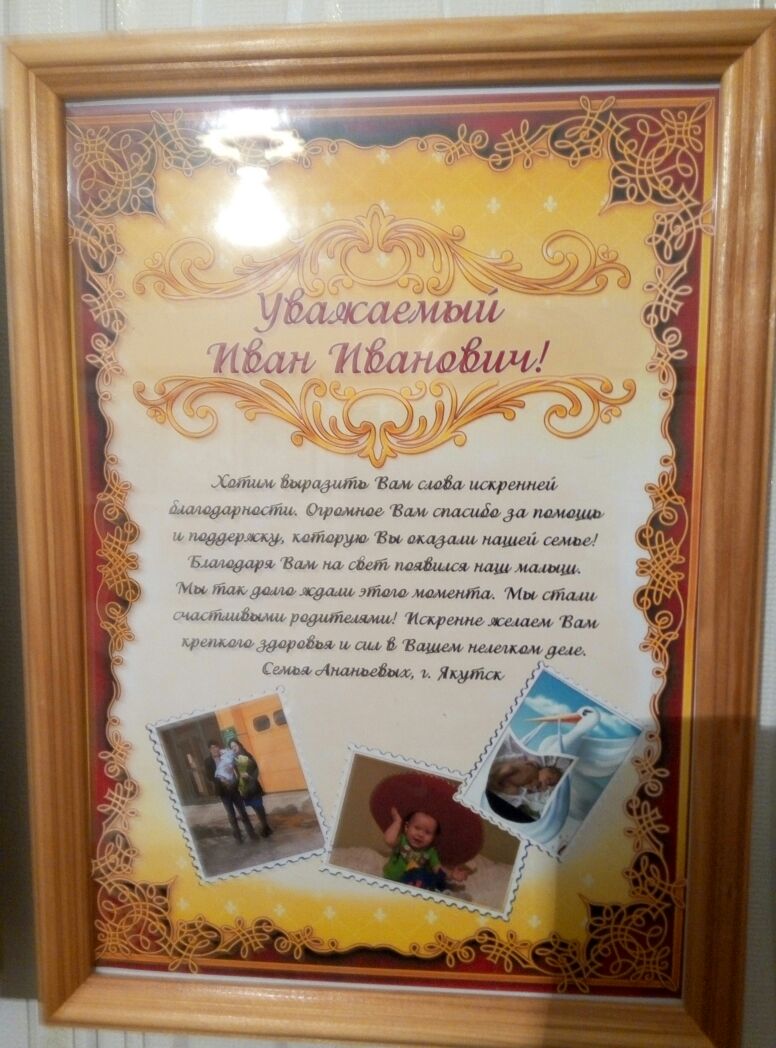 Уважаемый
Иван Иванович!
Хотим выразить Вам слова искренней
благодарности. Огромное Вам спасибо за помощь
и поддержку, которую Вы оказали нашей семье!
Благодаря Вам на свет появился наш малыш.
Мы так долго ждали этого момента. Мы стали
счастливыми родителями! Искренне желаем Вам
крепкого здоровья и сил в Вашем нелегком деле.
Семья Ананьевых, г. Якутск